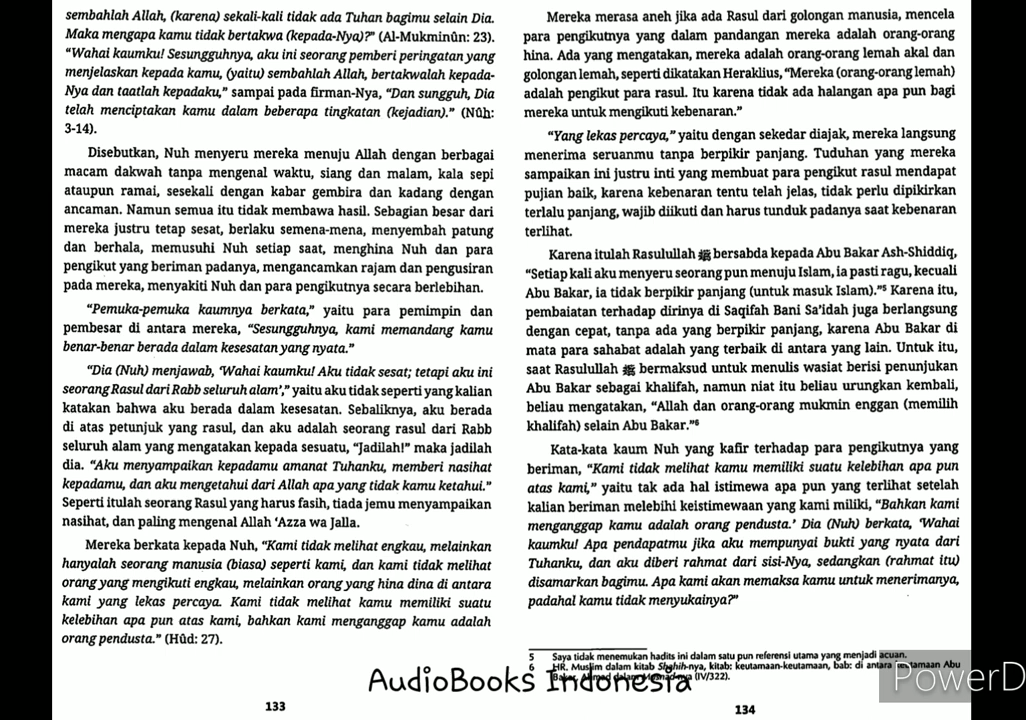 sembahlah Allah, (karena) sekali-kali tidak ada Tuhan bagimu selain Dia.
Maka mengapa kamu tidak bertakwa (kepada-Nya)?” (Al-Mukminûn: 23).
“Wahai kaumku! Sesungguhnya, aku ini seorang pemberi peringatan yang
menjelaskan kepada kamu, (yaitu) sembahlah Allah, bertakwalah kepada-
Nya dan taatlah kepadaku,” sampai pada firman-Nya, “Dan sungguh, Dia
telah menciptakan kamu dalam beberapa tingkatan (kejadian).” (Nûh:
3-14).
Disebutkan, Nuh menyeru mereka menuju Allah dengan berbagai
macam dakwah tanpa mengenal waktu, siang dan malam, kala sepi
ataupun ramai, sesekali dengan kabar gembira dan kadang dengan
ancaman. Namun semua itu tidak membawa hasil. Sebagian besar dari
mereka justru tetap sesat, berlaku semena-mena, menyembah patung
dan berhala, memusuhi Nuh setiap saat, menghina Nuh dan para
pengikut yang beriman padanya, mengancamkan rajam dan pengusiran
pada mereka, menyakiti Nuh dan para pengikutnya secara berlebihan.
“Pemuka-pemuka kaumnya berkata,” yaitu para pemimpin dan
pembesar di antara mereka, “Sesungguhnya, kami memandang kamu
benar-benar berada dalam kesesatan yang nyata.”
“Dia (Nuh) menjawab, ‘Wahai kaumku! Aku tidak sesat; tetapi aku ini
seorang Rasul dari Rabb seluruh alam’,” yaitu aku tidak seperti yang kalian
katakan bahwa aku berada dalam kesesatan. Sebaliknya, aku berada
di atas petunjuk yang rasul, dan aku adalah seorang rasul dari Rabb
seluruh alam yang mengatakan kepada sesuatu, “Jadilah!” maka jadilah
dia. “Aku menyampaikan kepadamu amanat Tuhanku, memberi nasihat
kepadamu, dan aku mengetahui dari Allah apa yang tidak kamu ketahui.”
Seperti itulah seorang Rasul yang harus fasih, tiada jemu menyampaikan
nasihat, dan paling mengenal Allah ‘Azza wa Jalla.
Mereka berkata kepada Nuh, “Kami tidak melihat engkau, melainkan
hanyalah seorang manusia (biasa) seperti kami, dan kami tidak melihat
orang yang mengikuti engkau, melainkan orang yang hina dina di antara
kami yang lekas percaya. Kami tidak melihat kamu memiliki suatu
kelebihan apa pun atas kami, bahkan kami menganggap kamu adalah
orang pendusta.” (Hûd: 27).
133
Mereka merasa aneh jika ada Rasul dari golongan manusia, mencela
para pengikutnya yang dalam pandangan mereka adalah orang-orang
hina. Ada yang mengatakan, mereka adalah orang-orang lemah akal dan
golongan lemah, seperti dikatakan Heraklius, “Mereka (orang-orang lemah)
adalah pengikut para rasul. Itu karena tidak ada halangan apa pun bagi
mereka untuk mengikuti kebenaran.”
“Yang lekas percaya,” yaitu dengan sekedar diajak, mereka langsung
menerima seruanmu tanpa berpikir panjang. Tuduhan yang mereka
sampaikan ini justru inti yang membuat para pengikut rasul mendapat
pujian baik, karena kebenaran tentu telah jelas, tidak perlu dipikirkan
terlalu panjang, wajib diikuti dan harus tunduk padanya saat kebenaran
terlihat.
Karena itulah Rasulullah ﷺ bersabda kepada Abu Bakar Ash-Shiddiq,
“Setiap kali aku menyeru seorang pun menuju Islam, ia pasti ragu, kecuali
Abu Bakar, ia tidak berpikir panjang (untuk masuk Islam).”⁵ Karena itu,
pembaiatan terhadap dirinya di Saqifah Bani Sa’idah juga berlangsung
dengan cepat, tanpa ada yang berpikir panjang, karena Abu Bakar di
mata para sahabat adalah yang terbaik di antara yang lain. Untuk itu,
saat Rasulullah ﷺ bermaksud untuk menulis wasiat berisi penunjukan
Abu Bakar sebagai khalifah, namun niat itu beliau urungkan kembali,
beliau mengatakan, “Allah dan orang-orang mukmin enggan (memilih
khalifah) selain Abu Bakar.”⁶
Kata-kata kaum Nuh yang kafir terhadap para pengikutnya yang
beriman, “Kami tidak melihat kamu memiliki suatu kelebihan apa pun
atas kami,” yaitu tak ada hal istimewa apa pun yang terlihat setelah
kalian beriman melebihi keistimewaan yang kami miliki, “Bahkan kami
menganggap kamu adalah orang pendusta.’ Dia (Nuh) berkata, ‘Wahai
kaumku! Apa pendapatmu jika aku mempunyai bukti yang nyata dari
Tuhanku, dan aku diberi rahmat dari sisi-Nya, sedangkan (rahmat itu)
disamarkan bagimu. Apa kami akan memaksa kamu untuk menerimanya,
padahal kamu tidak menyukainya?”
5 Saya tidak menemukan hadits ini dalam satu pun referensi utama yang menjadi acuan.
6 HR. Muslim dalam kitab Shahih-nya, kitab: keutamaan-keutamaan, bab: di antara keutamaan Abu
Bakar, Ahmad dalam Musnad-nya (IV/322).
134
AudioBooks Indonesia
PowerD